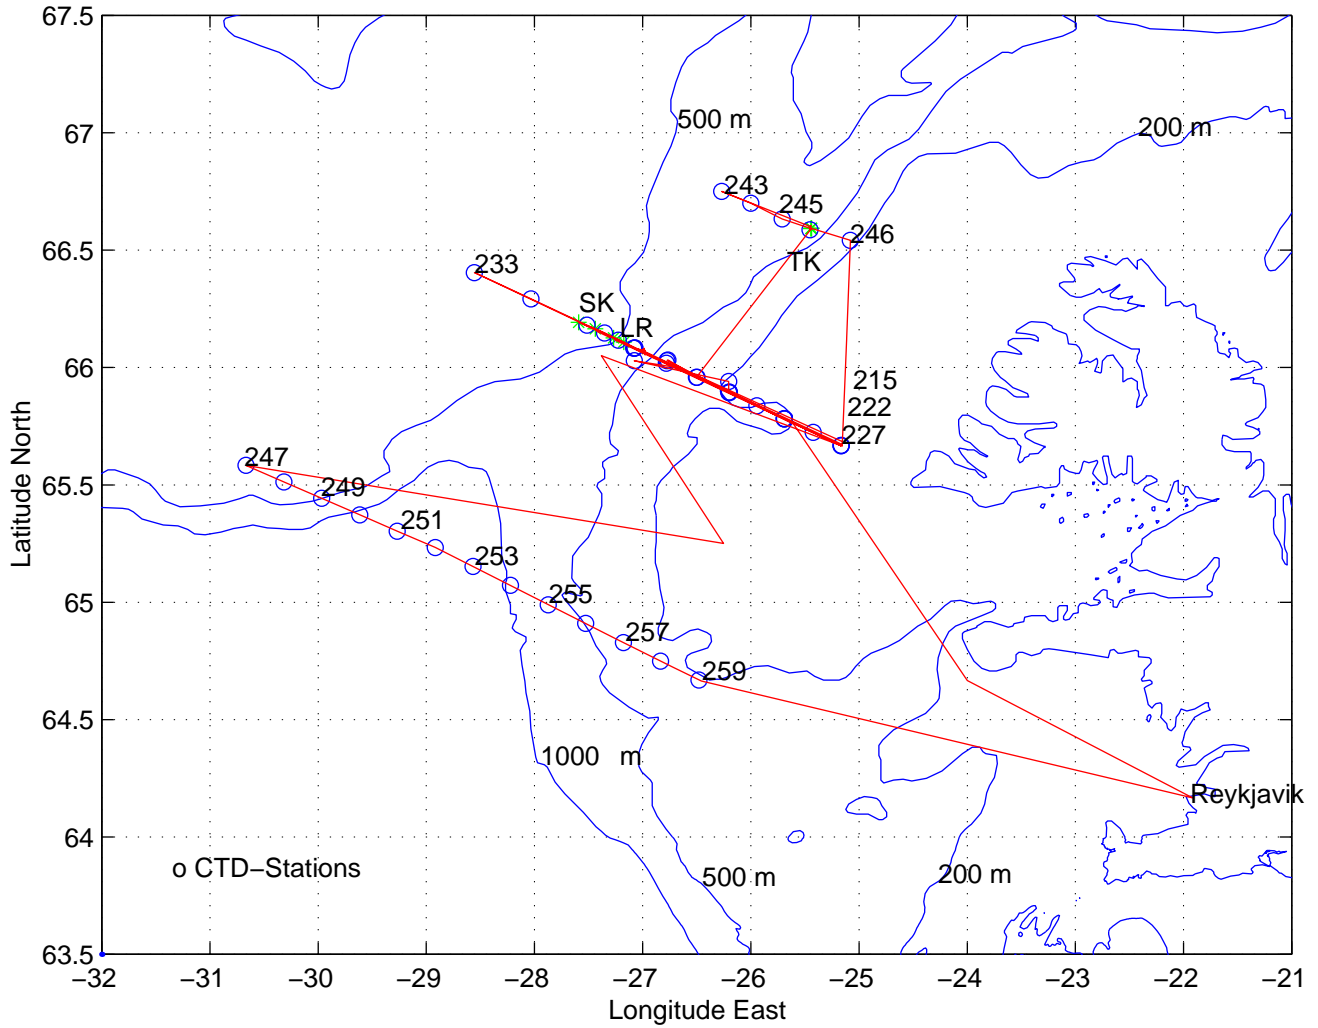 67.5
67
66.5
66
65.5
65
64.5
64
63.5
Latitude North
500 m
200 m
243
245
246
TK
233
SK
LR
215
222
227
247
249
251
253
255
257
259
1000 m
Reykjavik
o CTD−Stations
500 m
200 m
−32 −31 −30 −29 −28 −27 −26 −25 −24 −23 −22 −21
Longitude East